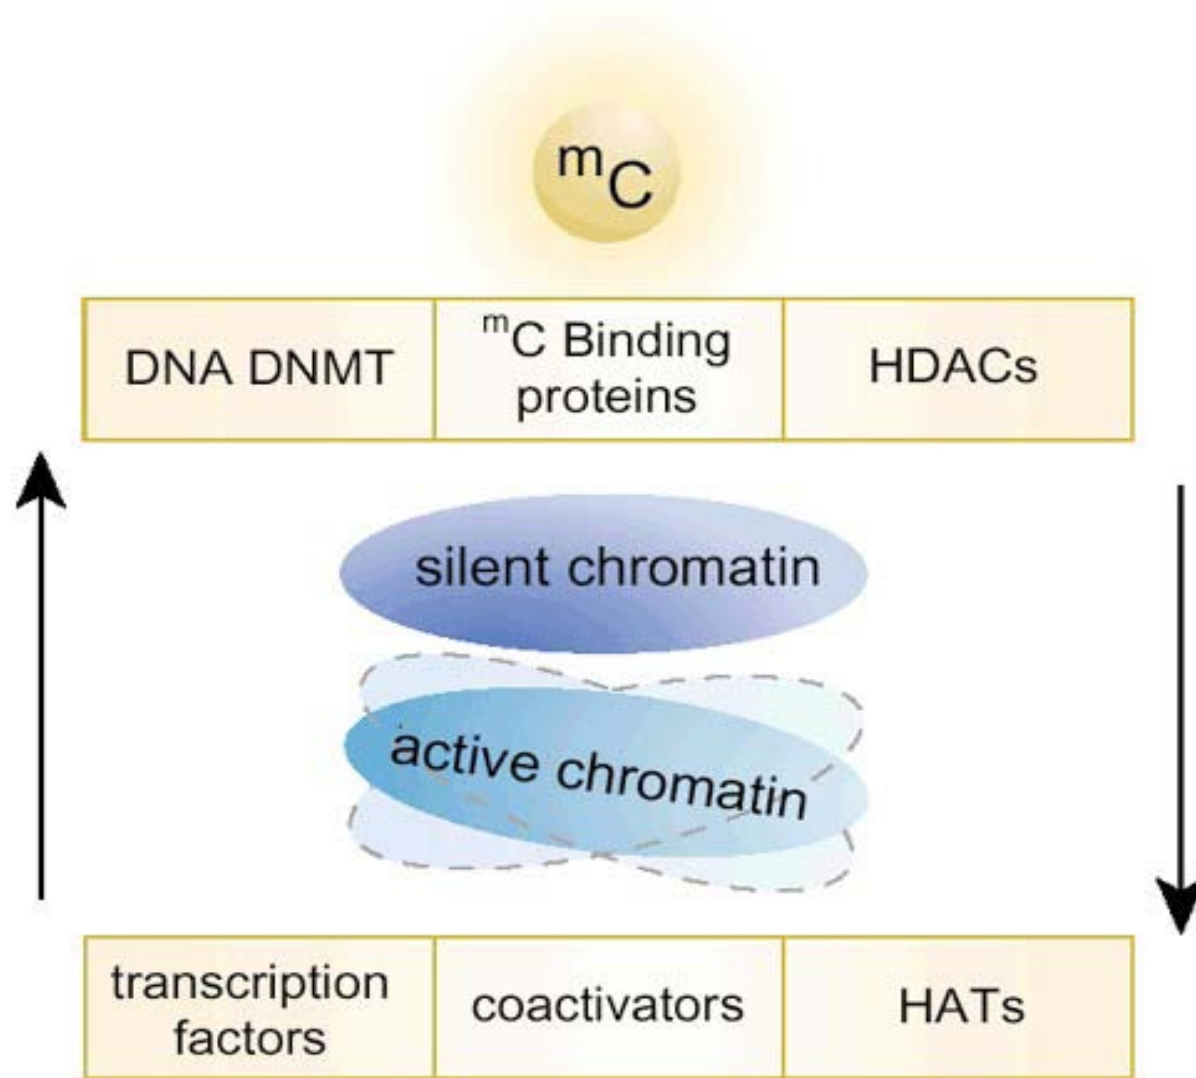 ᵐC
DNA DNMT
ᵐC Binding
proteins
HDACs
silent chromatin
active chromatin
transcription
factors
coactivators
HATs